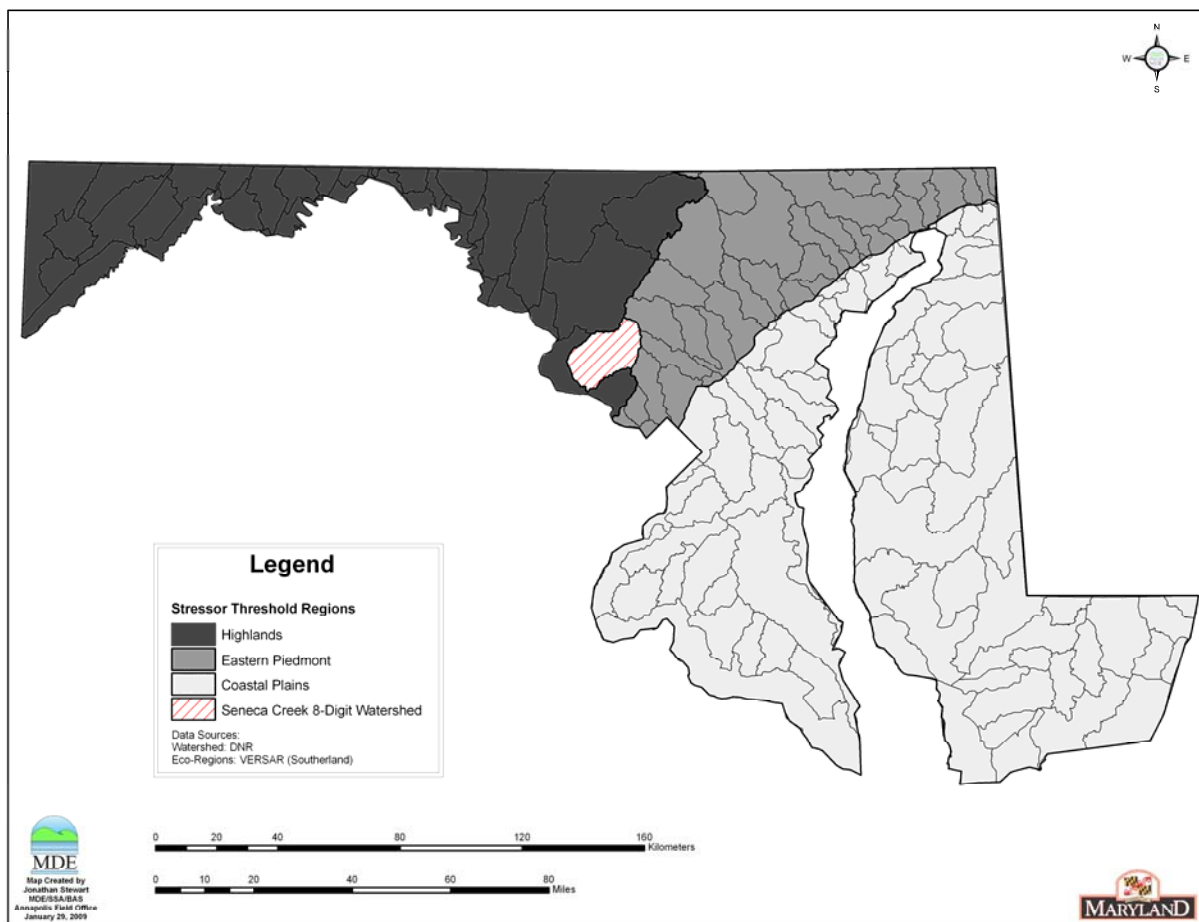 N
W
E
S
Legend
Stressor Threshold Regions
Highlands
Eastern Piedmont
Coastal Plains
Seneca Creek 8-Digit Watershed
Data Sources:
Watershed: DNR
Eco-Regions: VERSAR (Southerland)
0 20 40 80 120 160
Kilometers
0 10 20 40 60 80
Miles
MDE
Map Created by
Jonathan Stewart
MDE/SSA/BAS
Annapolis Field Office
January 29, 2009
MARYLAND